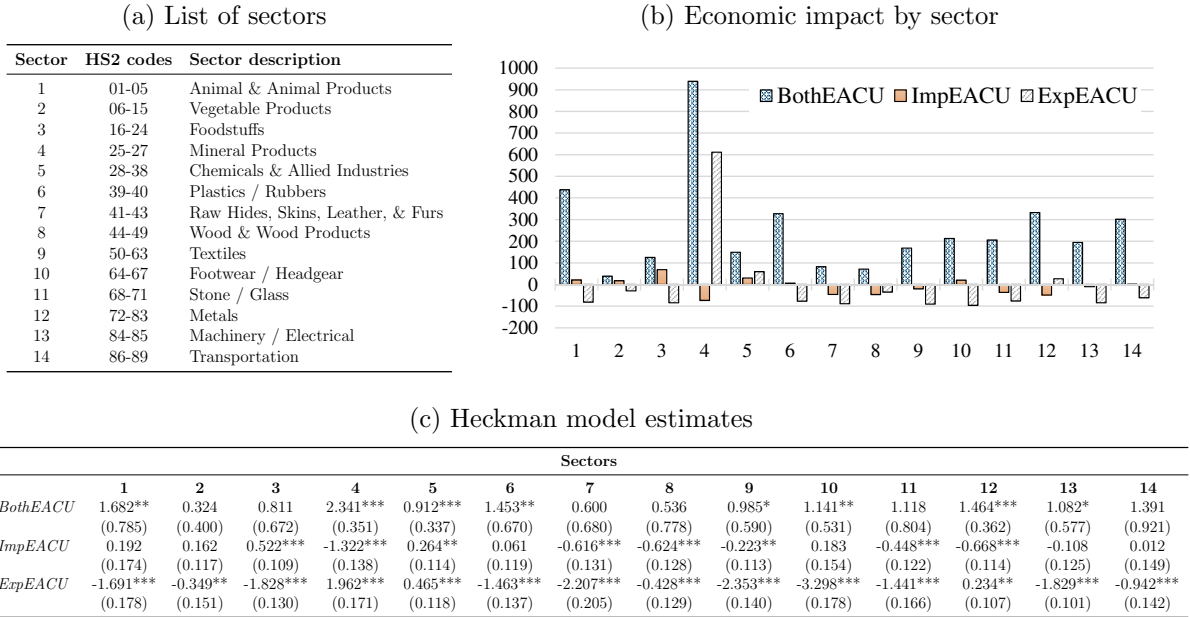 (a) List of sectors
Sector HS2 codes Sector description
1 01-05 Animal & Animal Products
2 06-15 Vegetable Products
3 16-24 Foodstuffs
4 25-27 Mineral Products
5 28-38 Chemicals & Allied Industries
6 39-40 Plastics / Rubbers
7 41-43 Raw Hides, Skins, Leather, & Furs
8 44-49 Wood & Wood Products
9 50-63 Textiles
10 64-67 Footwear / Headgear
11 68-71 Stone / Glass
12 72-83 Metals
13 84-85 Machinery / Electrical
14 86-89 Transportation
(b) Economic impact by sector
1000
900
800
700
600
500
400
300
200
100
0
-100
-200
BothEACU ImpEACU ExpEACU
1 2 3 4 5 6 7 8 9 10 11 12 13 14
(c) Heckman model estimates
Sectors
1 2 3 4 5 6 7 8 9 10 11 12 13 14
BothEACU 1.682** 0.324 0.811 2.341*** 0.912*** 1.453** 0.600 0.536 0.985* 1.141** 1.118 1.464*** 1.082* 1.391
(0.785) (0.400) (0.672) (0.351) (0.337) (0.670) (0.680) (0.778) (0.590) (0.531) (0.804) (0.362) (0.577) (0.921)
ImpEACU 0.192 0.162 0.522*** -1.322*** 0.264** 0.061 -0.616*** -0.624*** -0.223** 0.183 -0.448*** -0.668*** -0.108 0.012
(0.174) (0.117) (0.109) (0.138) (0.114) (0.119) (0.131) (0.128) (0.113) (0.154) (0.122) (0.114) (0.125) (0.149)
ExpEACU -1.691*** -0.349** -1.828*** 1.962*** 0.465*** -1.463*** -2.207*** -0.428*** -2.353*** -3.298*** -1.441*** 0.234** -1.829*** -0.942***
(0.178) (0.151) (0.130) (0.171) (0.118) (0.137) (0.205) (0.129) (0.140) (0.178) (0.166) (0.107) (0.101) (0.142)